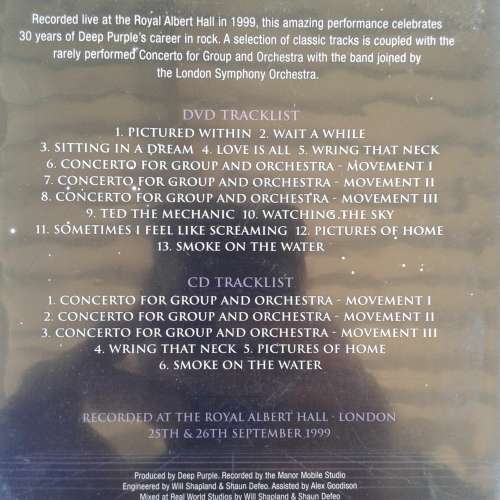 Recorded live at the Royal Albert Hall in 1999, this amazing performance celebrates
30 years of Deep Purple's career in rock. A selection of classic tracks is coupled with the
rarely performed Concerto for Group and Orchestra with the band joined by
the London Symphony Orchestra.
DVD TRACKLIST
1. PICTURED WITHIN 2. WAIT A WHILE
3. SITTING IN A DREAM 4. LOVE IS ALL 5. WRING THAT NECK
6. CONCERTO FOR GROUP AND ORCHESTRA - MOVEMENT I
7. CONCERTO FOR GROUP AND ORCHESTRA - MOVEMENT II
8. CONCERTO FOR GROUP AND ORCHESTRA - MOVEMENT III
9. TED THE MECHANIC 10. WATCHING THE SKY
11. SOMETIMES I FEEL LIKE SCREAMING 12. PICTURES OF HOME
13. SMOKE ON THE WATER
CD TRACKLIST
1. CONCERTO FOR GROUP AND ORCHESTRA - MOVEMENT I
2. CONCERTO FOR GROUP AND ORCHESTRA - MOVEMENT II
3. CONCERTO FOR GROUP AND ORCHESTRA - MOVEMENT III
4. WRING THAT NECK 5. PICTURES OF HOME
6. SMOKE ON THE WATER
RECORDED AT THE ROYAL ALBERT HALL · LONDON
25TH & 26TH SEPTEMBER 1999
Produced by Deep Purple. Recorded by the Manor Mobile Studio
Engineered by Will Shapland & Shaun Defeo. Assisted by Alex Goodison
Mixed at Real World Studios by Will Shapland & Shaun Defeo